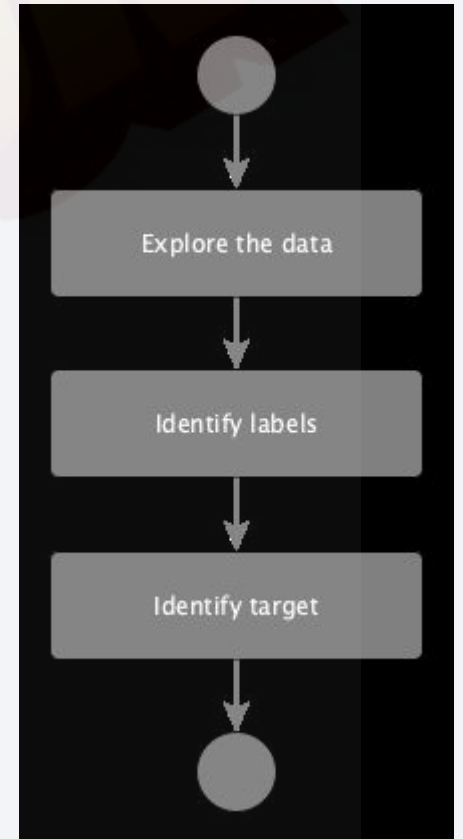 Explore the data
Identify labels
Identify target